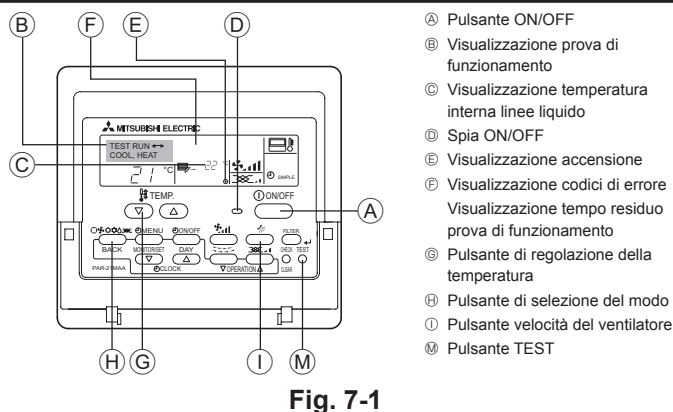 B
F
E
D
MITSUBISHI ELECTRIC
TEST RUN
COOL, HEAT
C
21 °C
22 °C
SIMPLE
TEMP.
ON/OFF
A
MENU
ON/OFF
FILTER
BACK
MONITOR/SET
DAY
CHECK
TEST
PAR-21MAA
CLOCK
OPERATION
CLEAR
H
G
I
M
Fig. 7-1
Ⓐ Pulsante ON/OFF
Ⓑ Visualizzazione prova di
funzionamento
Ⓒ Visualizzazione temperatura
interna linee liquido
Ⓓ Spia ON/OFF
Ⓔ Visualizzazione accensione
Ⓕ Visualizzazione codici di errore
Visualizzazione tempo residuo
prova di funzionamento
Ⓖ Pulsante di regolazione della
temperatura
Ⓗ Pulsante di selezione del modo
Ⓘ Pulsante velocità del ventilatore
Ⓜ Pulsante TEST